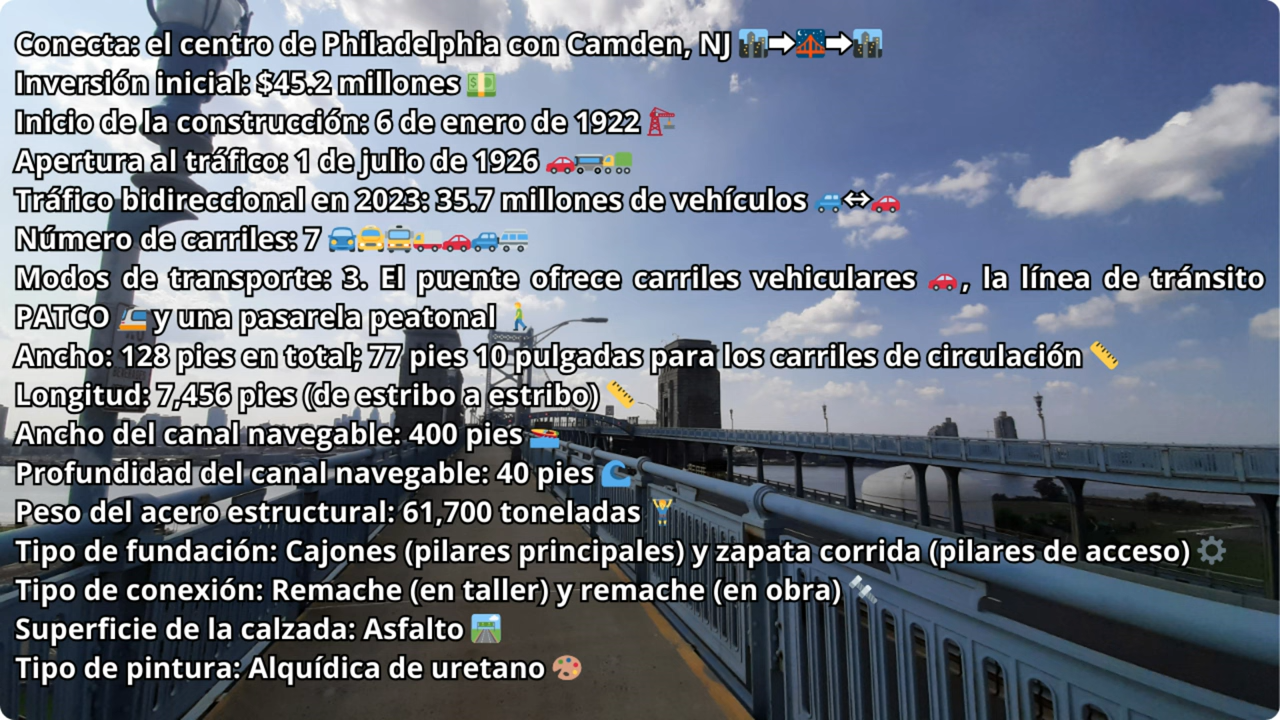 Conecta: el centro de Philadelphia con Camden, NJ 🏙️➡🌉➡🏙️
Inversión inicial: $45.2 millones 💵
Inicio de la construcción: 6 de enero de 1922 🏗️
Apertura al tráfico: 1 de julio de 1926 🚗🚛
Tráfico bidireccional en 2023: 35.7 millones de vehículos 🚙↔🚗
Número de carriles: 7 🚘🚖🚍🚚🚗🚙🚐
Modos de transporte: 3. El puente ofrece carriles vehiculares 🚗, la línea de tránsito
PATCO 🚈 y una pasarela peatonal 🚶
Ancho: 128 pies en total; 77 pies 10 pulgadas para los carriles de circulación 📏
Longitud: 7,456 pies (de estribo a estribo) 📏
Ancho del canal navegable: 400 pies 🚤
Profundidad del canal navegable: 40 pies 🌊
Peso del acero estructural: 61,700 toneladas 🏋️
Tipo de fundación: Cajones (pilares principales) y zapata corrida (pilares de acceso) ⚙️
Tipo de conexión: Remache (en taller) y remache (en obra) 🔩
Superficie de la calzada: Asfalto 🛣️
Tipo de pintura: Alquídica de uretano 🎨